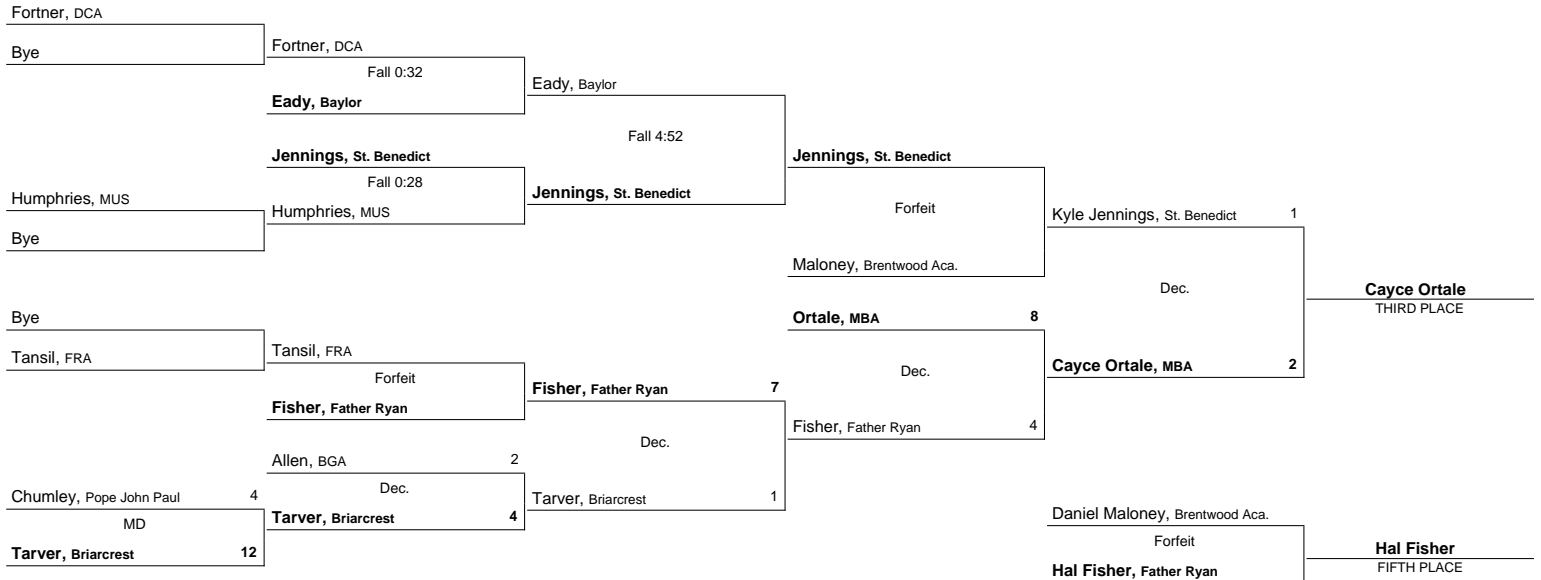 Fortner, DCA
Bye
Humphries, MUS
Bye
Bye
Tansil, FRA
Chumley, Pope John Paul 4
MD
Tarver, Briarcrest 12
Fortner, DCA
Fall 0:32
Eady, Baylor
Jennings, St. Benedict
Fall 0:28
Humphries, MUS
Tansil, FRA
Forfeit
Fisher, Father Ryan
Allen, BGA 2
Dec.
Tarver, Briarcrest 4
Eady, Baylor
Fall 4:52
Jennings, St. Benedict
Fisher, Father Ryan 7
Dec.
Tarver, Briarcrest 1
Jennings, St. Benedict
Forfeit
Maloney, Brentwood Aca.
Ortale, MBA 8
Dec.
Fisher, Father Ryan 4
Kyle Jennings, St. Benedict 1
Dec.
Cayce Ortale, MBA 2
Cayce Ortale
THIRD PLACE
Daniel Maloney, Brentwood Aca.
Forfeit
Hal Fisher, Father Ryan
Hal Fisher
FIFTH PLACE